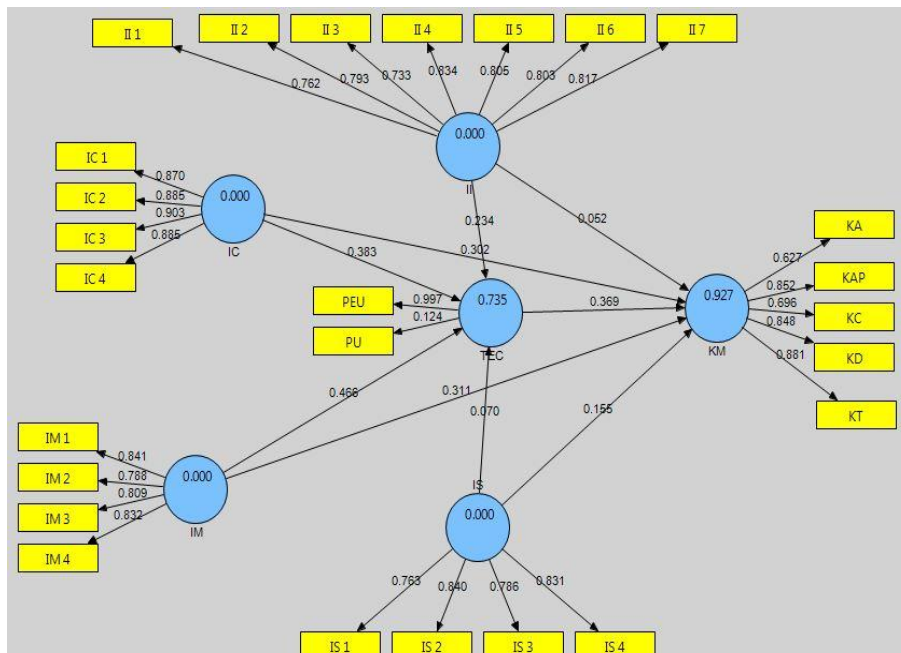 II 1
II 2
II 3
II 4
II 5
II 6
II 7
0.762
0.793
0.733
0.834
0.805
0.803
0.817
0.000
II
IC 1
IC 2
IC 3
IC 4
0.870
0.885
0.903
0.885
0.000
IC
0.234
0.052
0.383
0.302
PEU
PU
0.997
0.124
0.735
TEC
0.369
0.927
KM
KA
KAP
KC
KD
KT
0.627
0.852
0.696
0.848
0.881
0.466
0.311
0.070
0.155
IM 1
IM 2
IM 3
IM 4
0.841
0.788
0.809
0.832
0.000
IM
IS
0.000
0.763
0.840
0.786
0.831
IS 1
IS 2
IS 3
IS 4